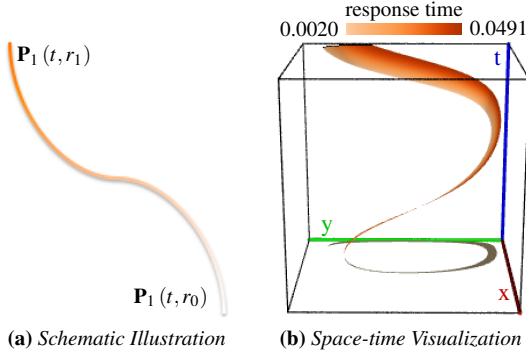 response time
0.0020 0.0491
P₁ (t, r₁)
t
y
P₁ (t, r₀)
x
(a) Schematic Illustration (b) Space-time Visualization